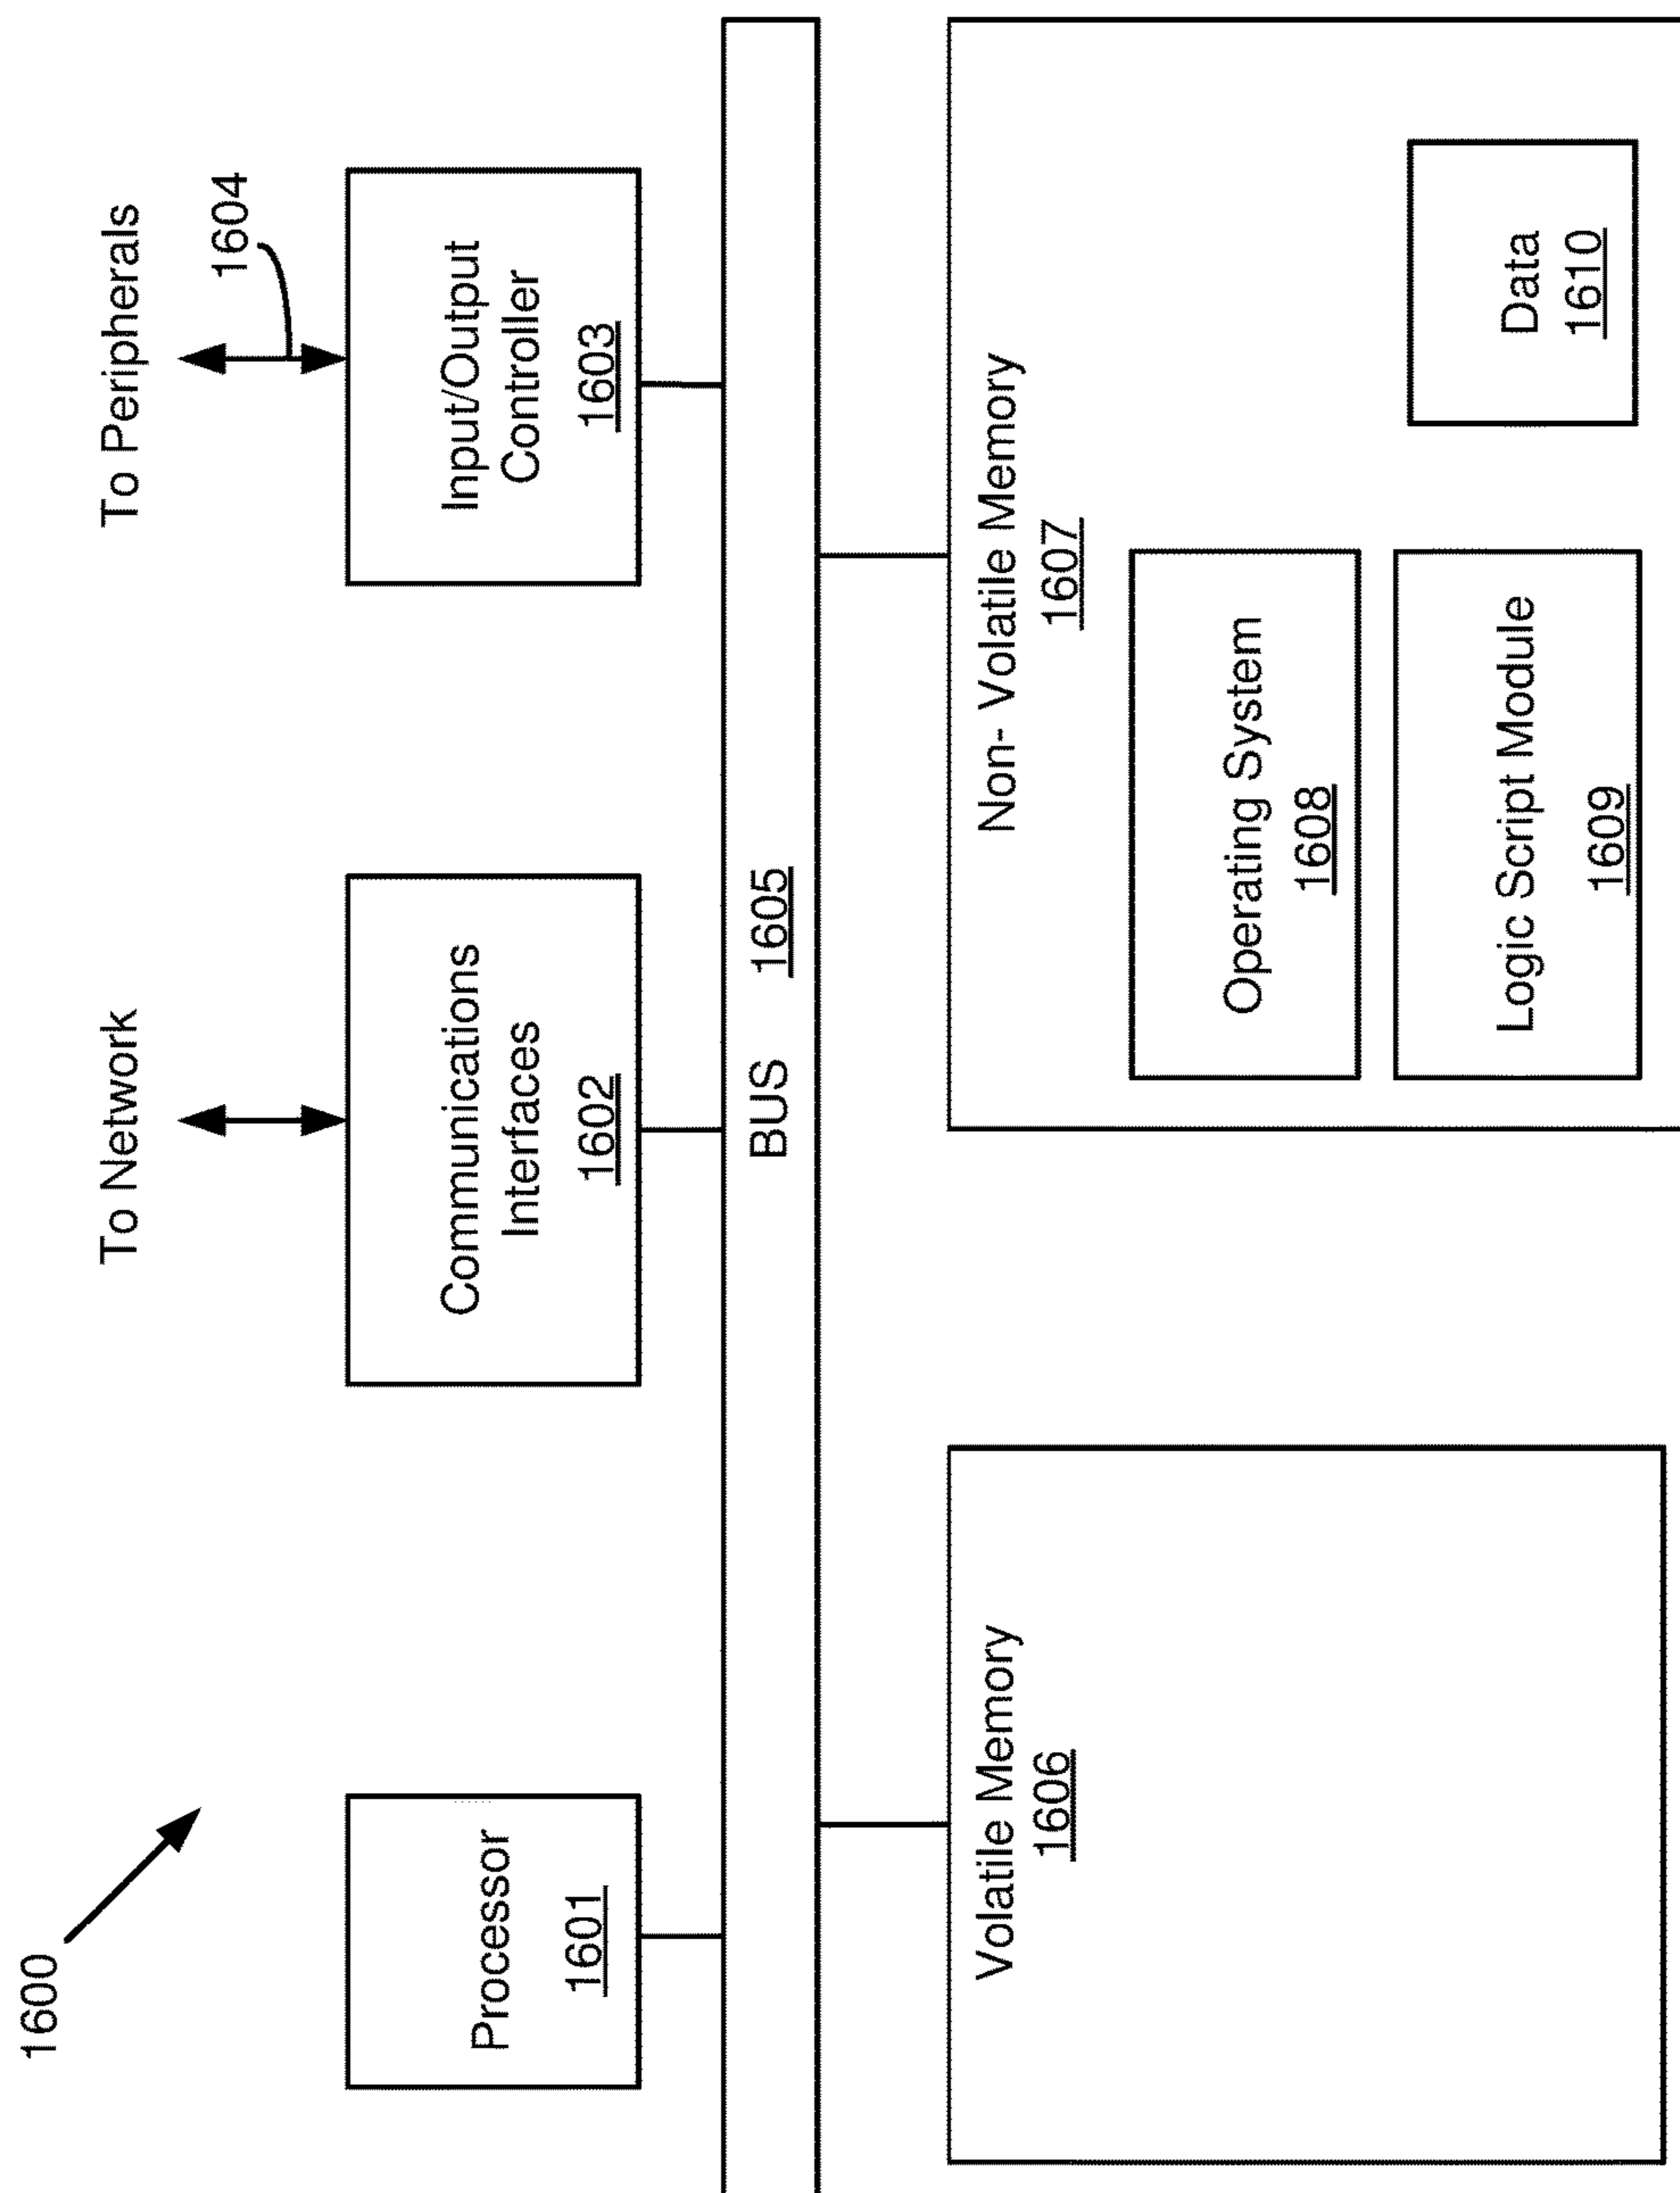 1600
To Network
To Peripherals
1604
Processor
1601
Communications
Interfaces
1602
Input/Output
Controller
1603
BUS 1605
Volatile Memory
1606
Non- Volatile Memory
1607
Operating System
1608
Logic Script Module
1609
Data
1610